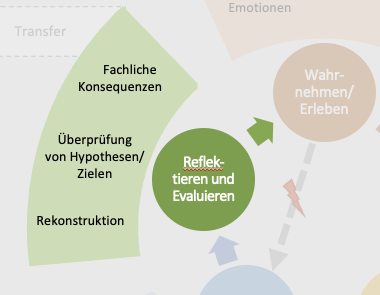 Transfer
Emotionen
Fachliche
Konsequenzen
Wahr-
nehmen/
Erleben
Überprüfung
von Hypothesen/
Zielen
Reflek-
tieren und
Evaluieren
Rekonstruktion